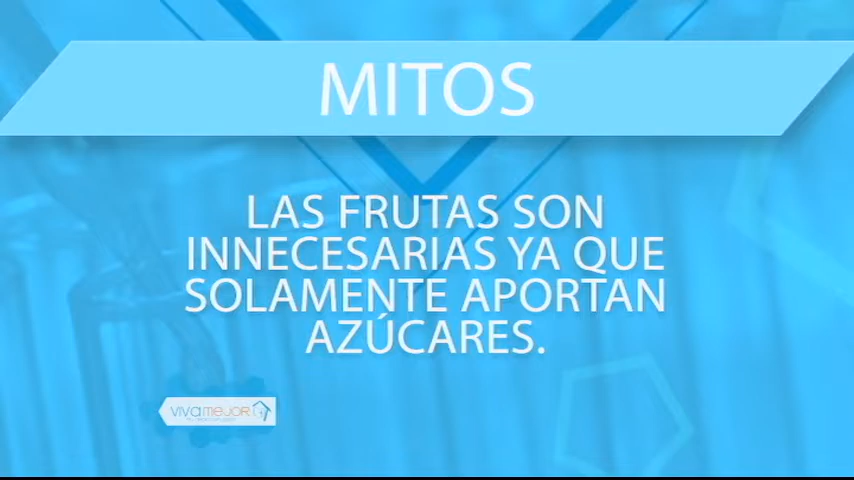 MITOS
LAS FRUTAS SON
INNECESARIAS YA QUE
SOLAMENTE APORTAN
AZÚCARES.
VIVAMEJOR